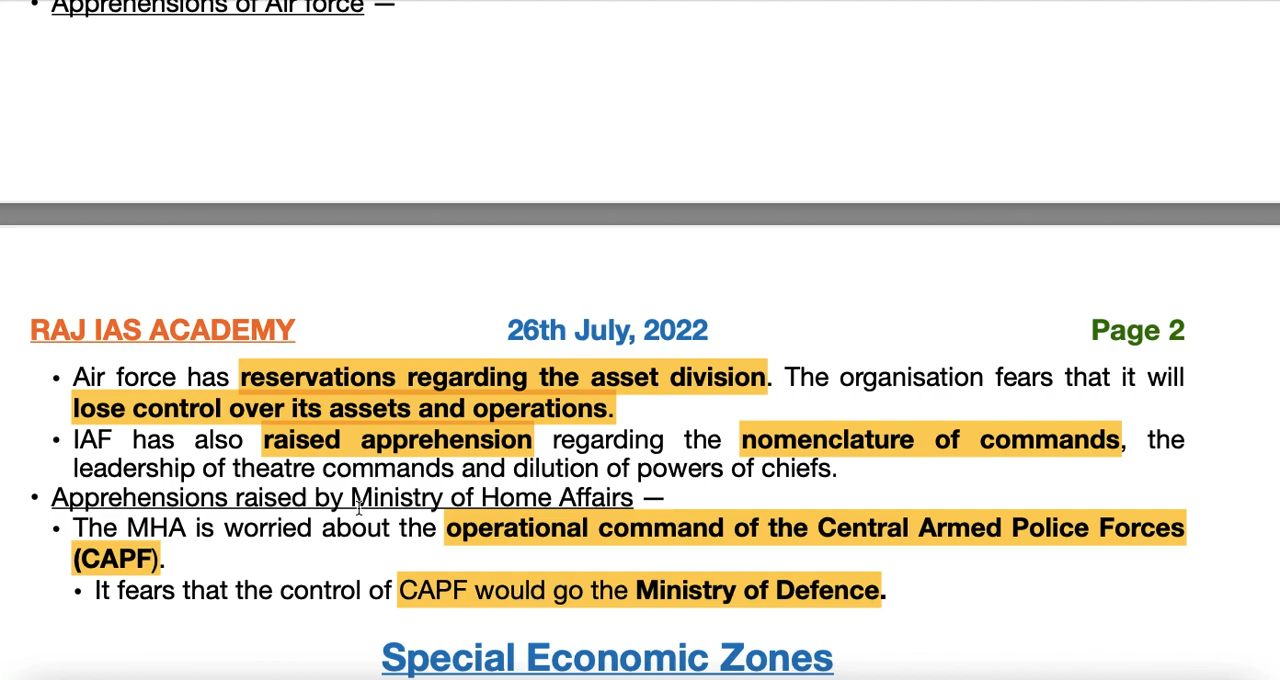 • Apprehensions of Air force —
RAJ IAS ACADEMY 26th July, 2022 Page 2
• Air force has reservations regarding the asset division. The organisation fears that it will
lose control over its assets and operations.
• IAF has also raised apprehension regarding the nomenclature of commands, the
leadership of theatre commands and dilution of powers of chiefs.
• Apprehensions raised by Ministry of Home Affairs —
• The MHA is worried about the operational command of the Central Armed Police Forces
(CAPF).
• It fears that the control of CAPF would go the Ministry of Defence.
Special Economic Zones